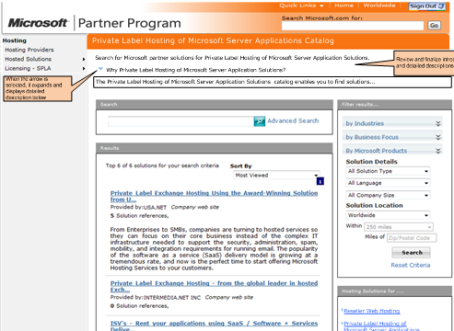 Quick Links | Home | Worldwide | Sign Out
Microsoft | Partner Program
Search Microsoft.com for:
Go
Hosting
Hosting Providers
Hosted Solutions
Licensing - SPLA
Private Label Hosting of Microsoft Server Applications Catalog
Search for Microsoft partner solutions for Private Label Hosting of Microsoft Server Application Solutions.
Why Private Label Hosting of Microsoft Server Application Solutions?
Review and finalize intro
and detailed description
When the arrow is
selected, it expands and
displays detailed
description below
The Private Label Hosting of Microsoft Server Application Solutions catalog enables you to find solutions...
Search
Advanced Search
Filter results...
by Industries
by Business Focus
By Microsoft Products
Solution Details
All Solution Type
All Language
All Company Size
Solution Location
Worldwide
Within 250 miles
Miles of Zip/Postal Code
Search
Reset Criteria
Results
Top 6 of 6 solutions for your search criteria Sort By
Most Viewed
Private Label Exchange Hosting Using the Award-Winning Solution
from U...
Provided by:USA.NET Company web site
5 Solution references,
From Enterprises to SMBs, companies are turning to hosted services so
they can focus on their core business instead of the complex IT
infrastructure needed to support the security, administration, spam,
mobility, and integration requirements for running email. The popularity
of the software as a service (SaaS) delivery model is growing at a
tremendous rate, and now is the perfect time to start offering Microsoft
Hosting Services to your customers.
Private Label Exchange Hosting - from the global leader in hosted
Exch...
Provided by:INTERMEDIA.NET INC Company web site
8 Solution references,
ISV's - Rent your applications using SaaS / Software + Services
Delive...
Hosting Solutions for ...
Reseller Web Hosting
Private Label Hosting of
Microsoft Server Applications